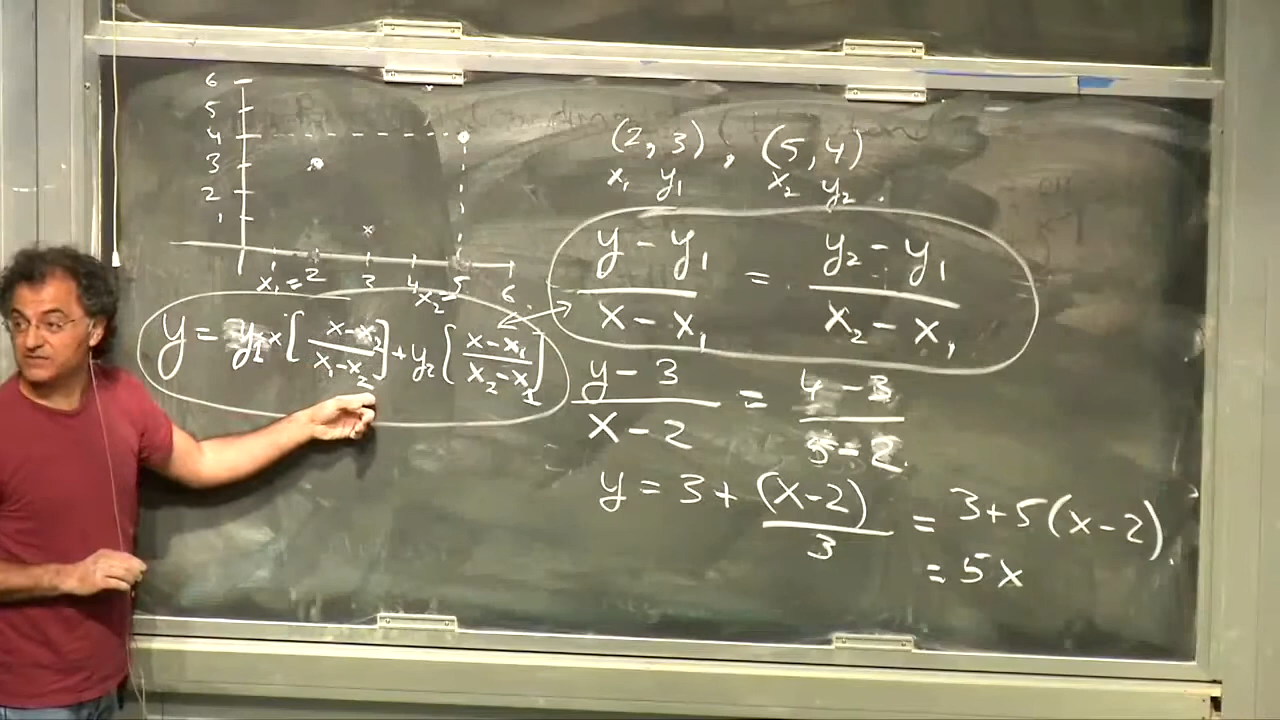 6
5
4
3
2
1
x₁ = 2 3 4 5 6
x₂
(2, 3) , (5, 4)
x₁ y₁ x₂ y₂
(y - y₁)/(x - x₁) = (y₂ - y₁)/(x₂ - x₁)
y = y₁ × [(x - x₂)/(x₁ - x₂)] + y₂ [(x - x₁)/(x₂ - x₁)]
(y - 3)/(x - 2) = (4 - 3)/(5 - 2)
y = 3 + (x - 2)/3 = 3 + 5(x - 2)
= 5x